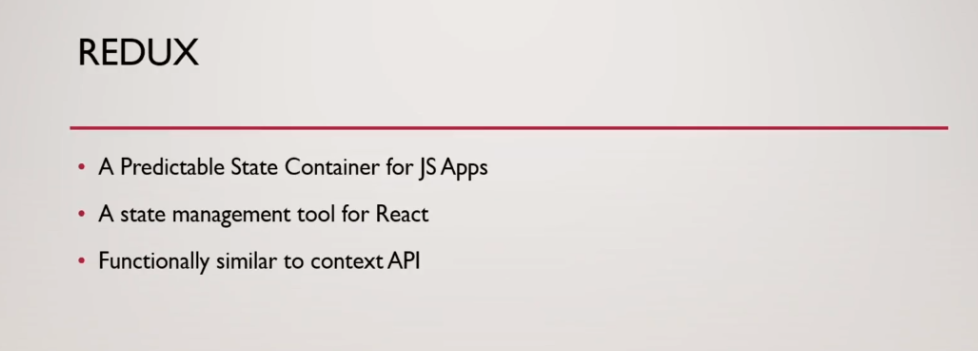 REDUX
• A Predictable State Container for JS Apps
• A state management tool for React
• Functionally similar to context API